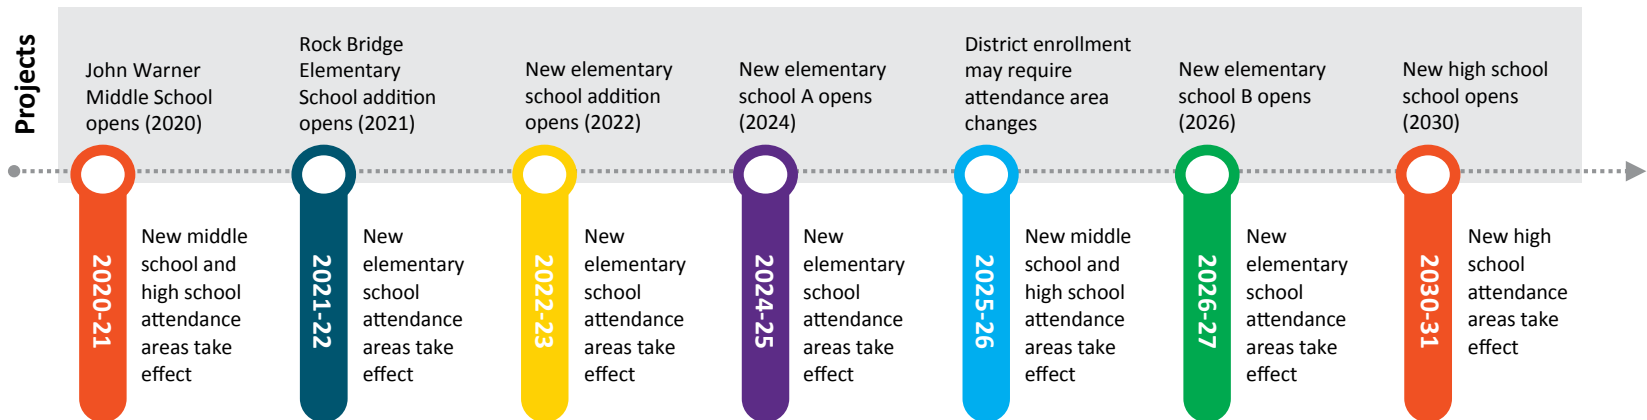 Projects
John Warner
Middle School
opens (2020)
Rock Bridge
Elementary
School addition
opens (2021)
New elementary
school addition
opens (2022)
New elementary
school A opens
(2024)
District enrollment
may require
attendance area
changes
New elementary
school B opens
(2026)
New high school
school opens
(2030)
2020-21
New middle
school and
high school
attendance
areas take
effect
2021-22
New
elementary
school
attendance
areas take
effect
2022-23
New
elementary
school
attendance
areas take
effect
2024-25
New
elementary
school
attendance
areas take
effect
2025-26
New middle
school and
high school
attendance
areas take
effect
2026-27
New
elementary
school
attendance
areas take
effect
2030-31
New high
school
attendance
areas take
effect